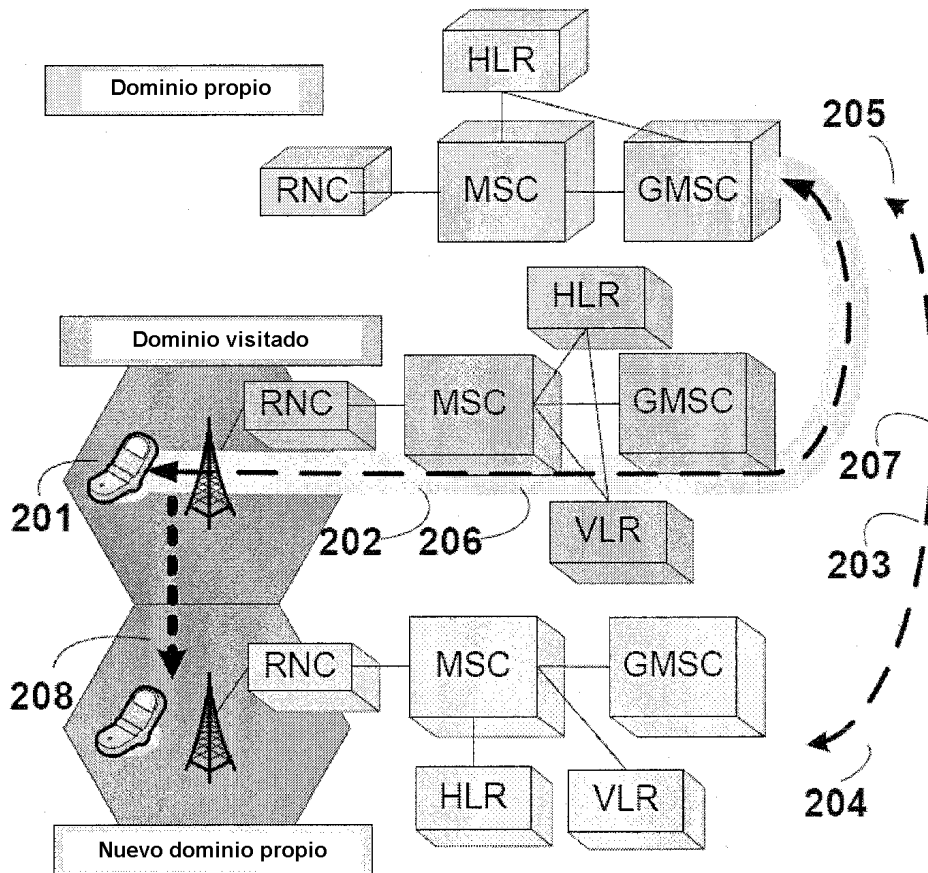 HLR
Dominio propio
205
RNC
MSC
GMSC
HLR
Dominio visitado
RNC
MSC
GMSC
207
201
202
206
VLR
203
RNC
MSC
GMSC
208
HLR
VLR
204
Nuevo dominio propio